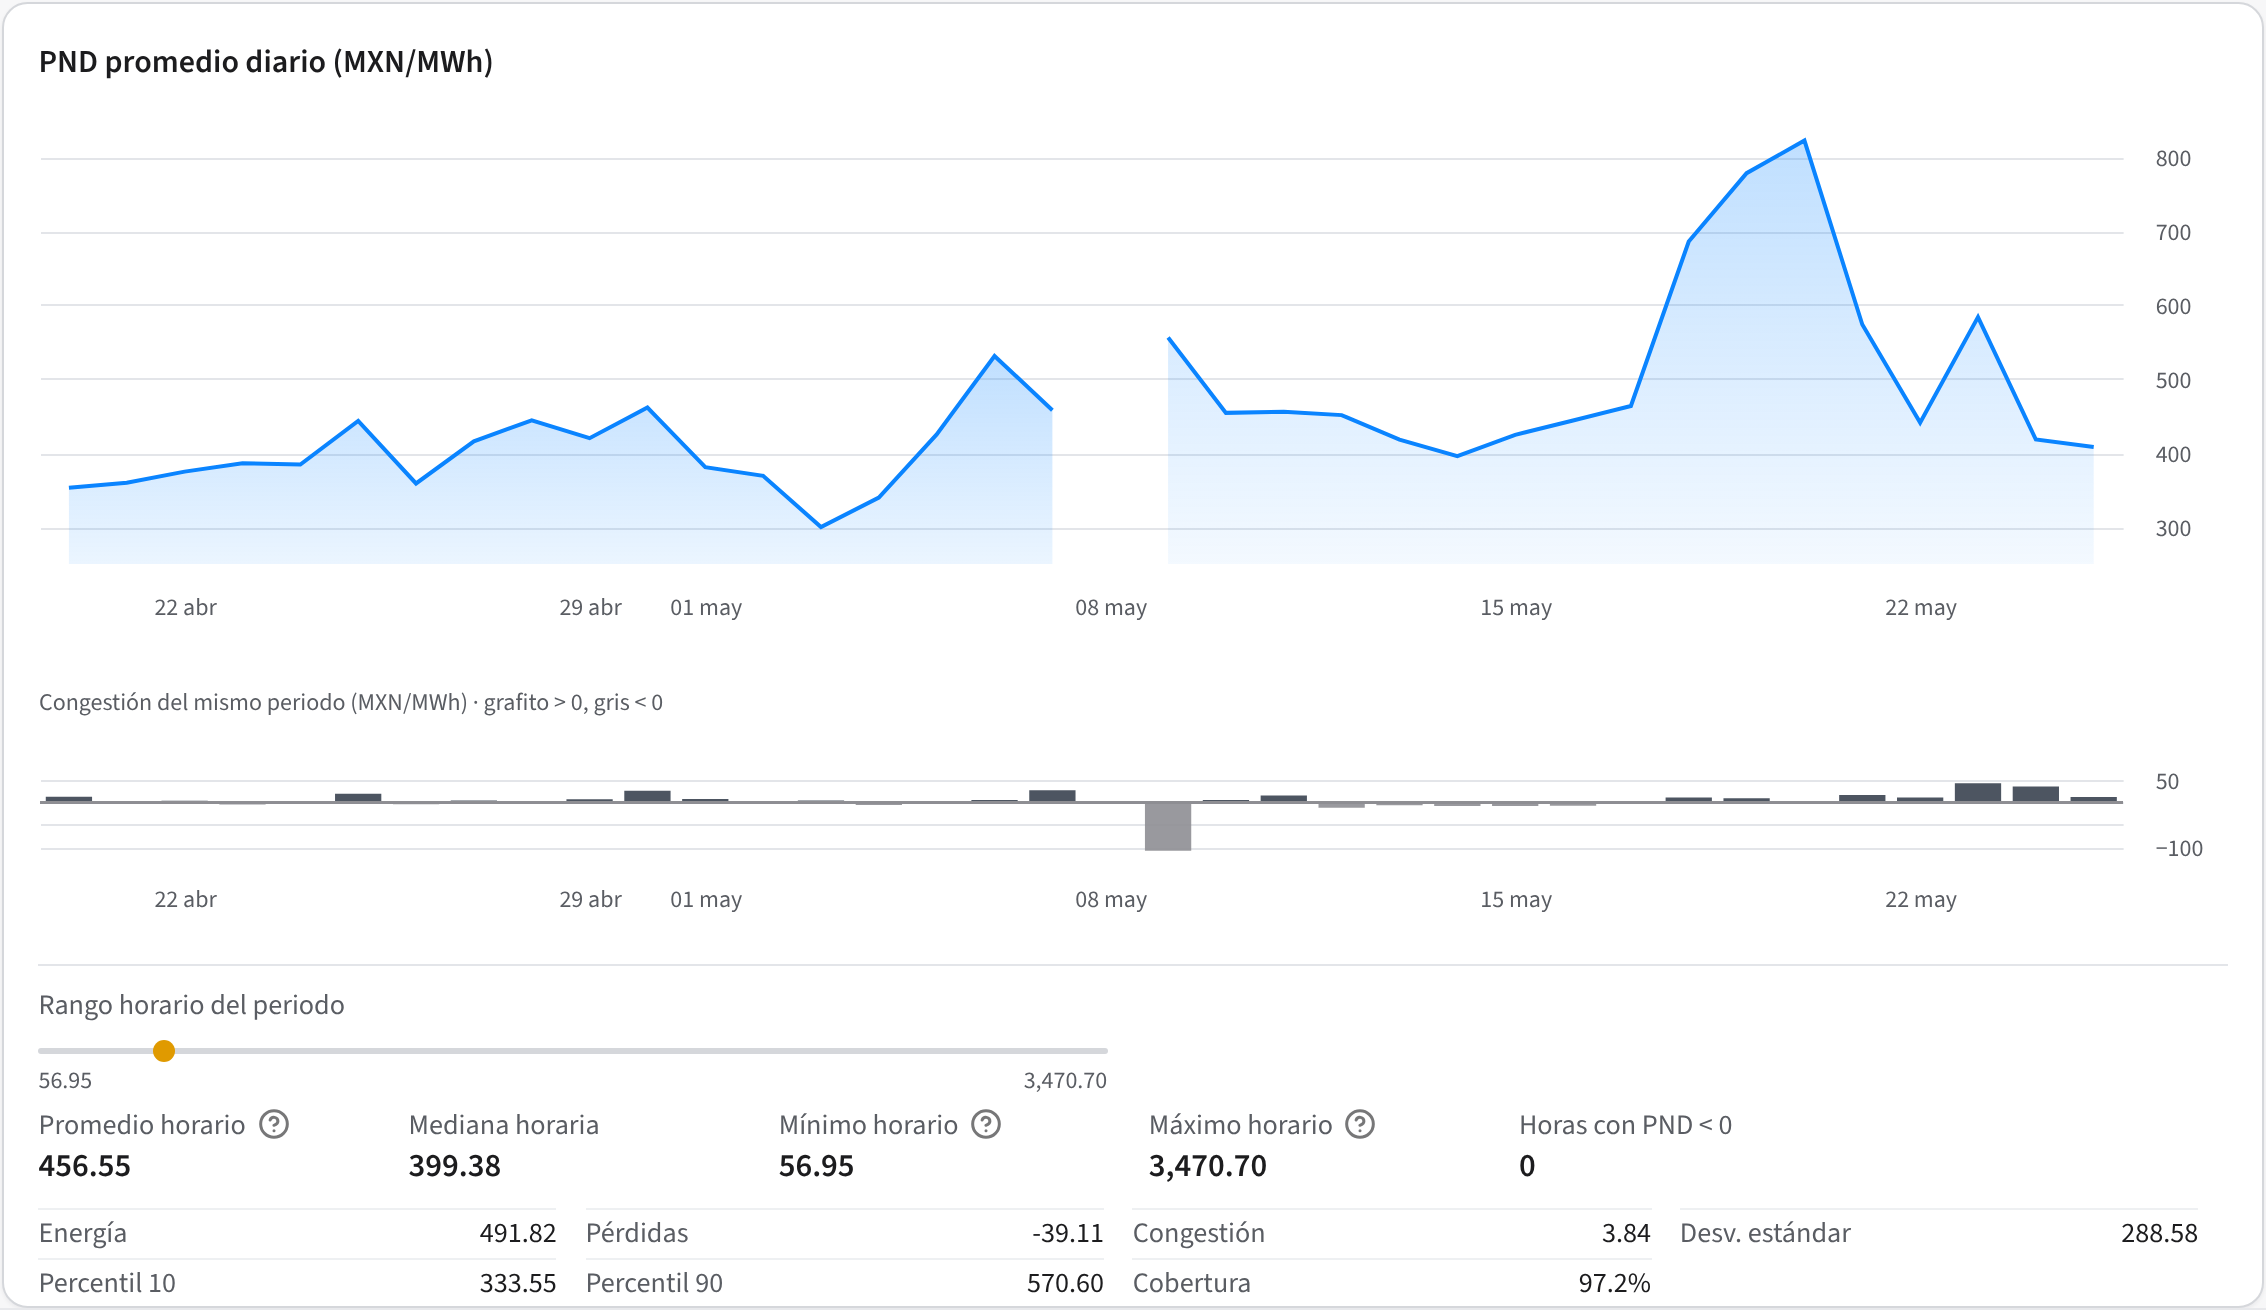 PND promedio diario (MXN/MWh)
800
700
600
500
400
300
22 abr 29 abr 01 may 08 may 15 may 22 may
Congestión del mismo periodo (MXN/MWh) · grafito > 0, gris < 0
50
−100
22 abr 29 abr 01 may 08 may 15 may 22 may
Rango horario del periodo
56.95 3,470.70
Promedio horario ? Mediana horaria Mínimo horario ? Máximo horario ? Horas con PND < 0
456.55 399.38 56.95 3,470.70 0
Energía 491.82 Pérdidas -39.11 Congestión 3.84 Desv. estándar 288.58
Percentil 10 333.55 Percentil 90 570.60 Cobertura 97.2%